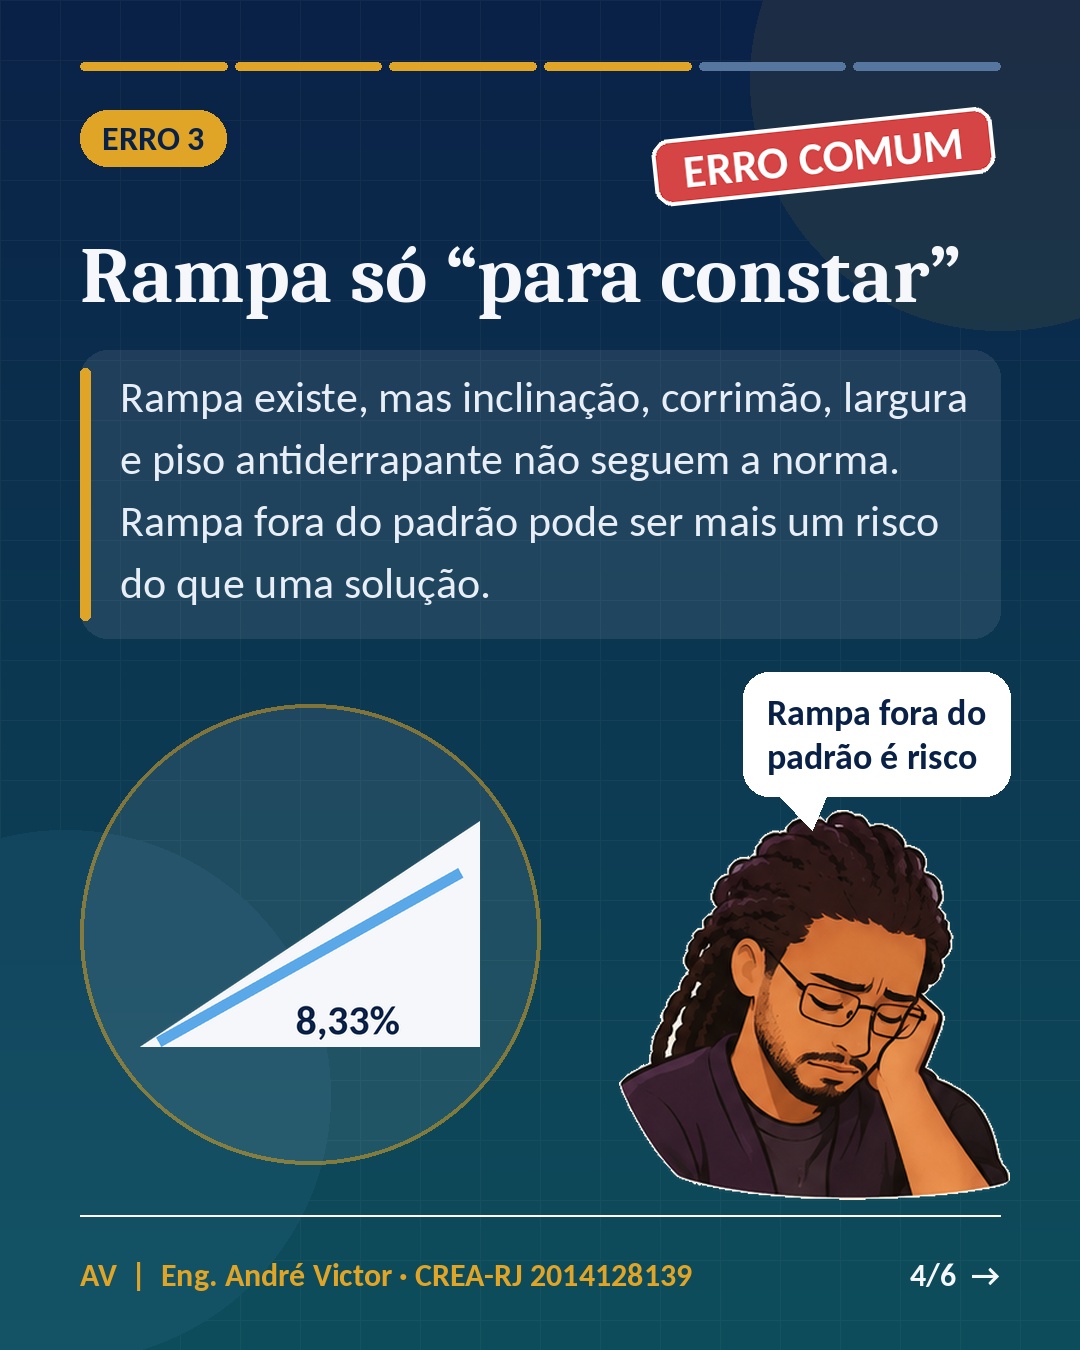 ERRO 3
ERRO COMUM
Rampa só “para constar”
Rampa existe, mas inclinação, corrimão, largura
e piso antiderrapante não seguem a norma.
Rampa fora do padrão pode ser mais um risco
do que uma solução.
Rampa fora do
padrão é risco
8,33%
AV | Eng. André Victor · CREA-RJ 2014128139
4/6 →